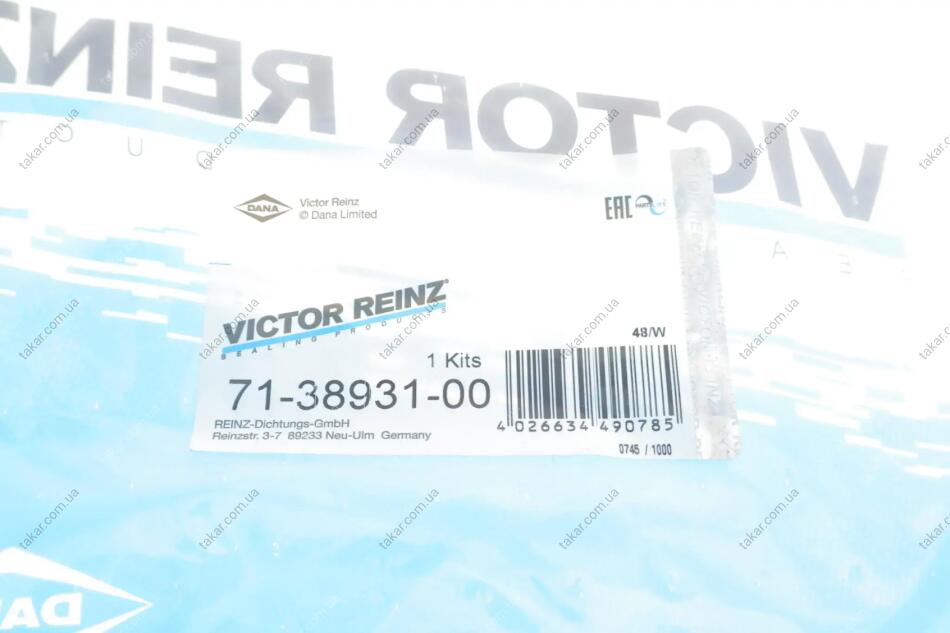 VICTOR REINZ
DANA
Victor Reinz
© Dana Limited
EAC
VICTOR REINZ®
SEALING PRODUCTS
48/W
1 Kits
71-38931-00
4 026634 490785
REINZ-Dichtungs-GmbH
Reinzstr. 3-7 89233 Neu-Ulm Germany
0745 / 1000
DANA
takar.com.ua